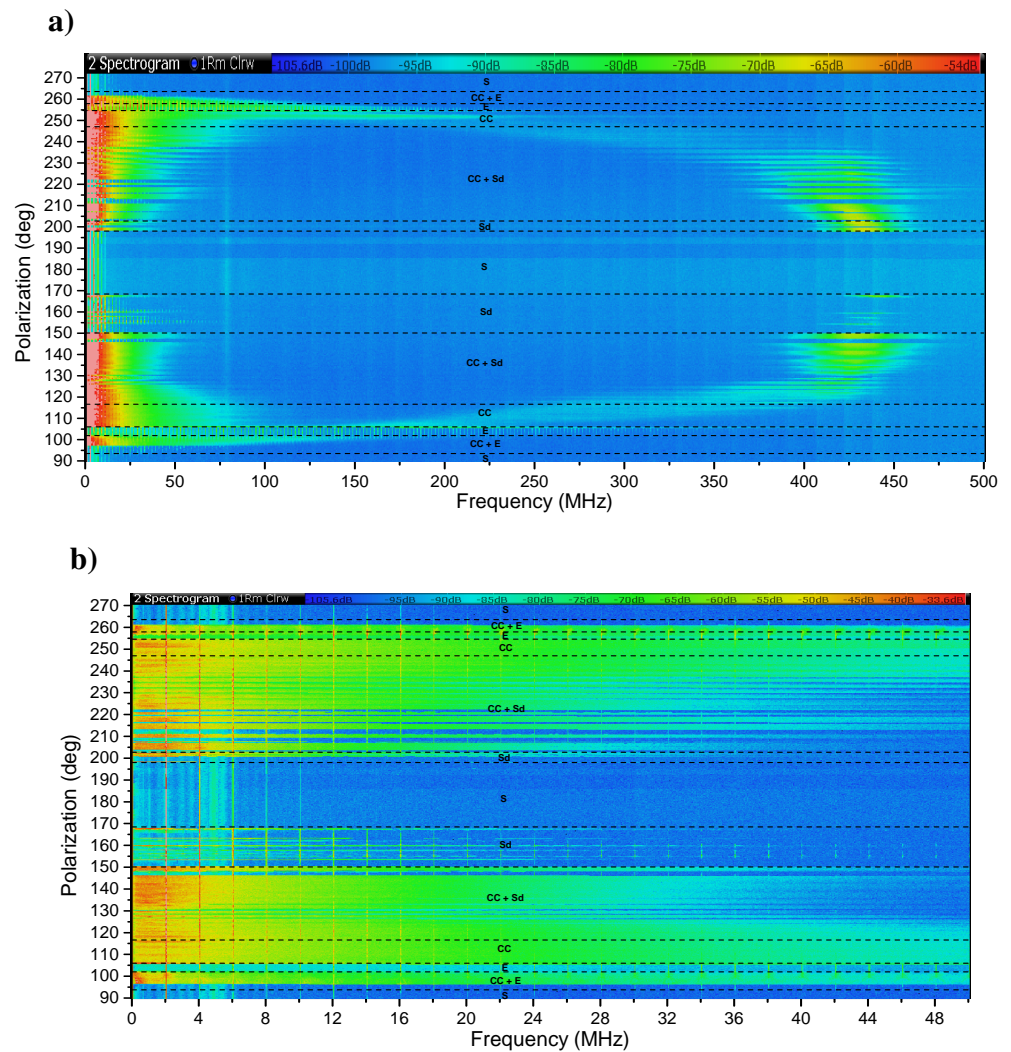 a)
2 Spectrogram 1Rm Clrw -105.6dB -100dB -95dB -90dB -85dB -80dB -75dB -70dB -65dB -60dB -54dB
270
260
250
240
230
220
210
200
190
180
170
160
150
140
130
120
110
100
90
Polarization (deg)
S
CC + E
E
CC
CC + Sd
Sd
S
Sd
CC + Sd
CC
E
CC + E
S
0 50 100 150 200 250 300 350 400 450 500
Frequency (MHz)
b)
2 Spectrogram 1Rm Clrw -105.6dB -95dB -90dB -85dB -80dB -75dB -70dB -65dB -60dB -55dB -45dB -40dB -33.6dB
270
260
250
240
230
220
210
200
190
180
170
160
150
140
130
120
110
100
90
Polarization (deg)
S
CC + E
E
CC
CC + Sd
Sd
S
Sd
CC + Sd
CC
E
CC + E
S
0 4 8 12 16 20 24 28 32 36 40 44 48
Frequency (MHz)